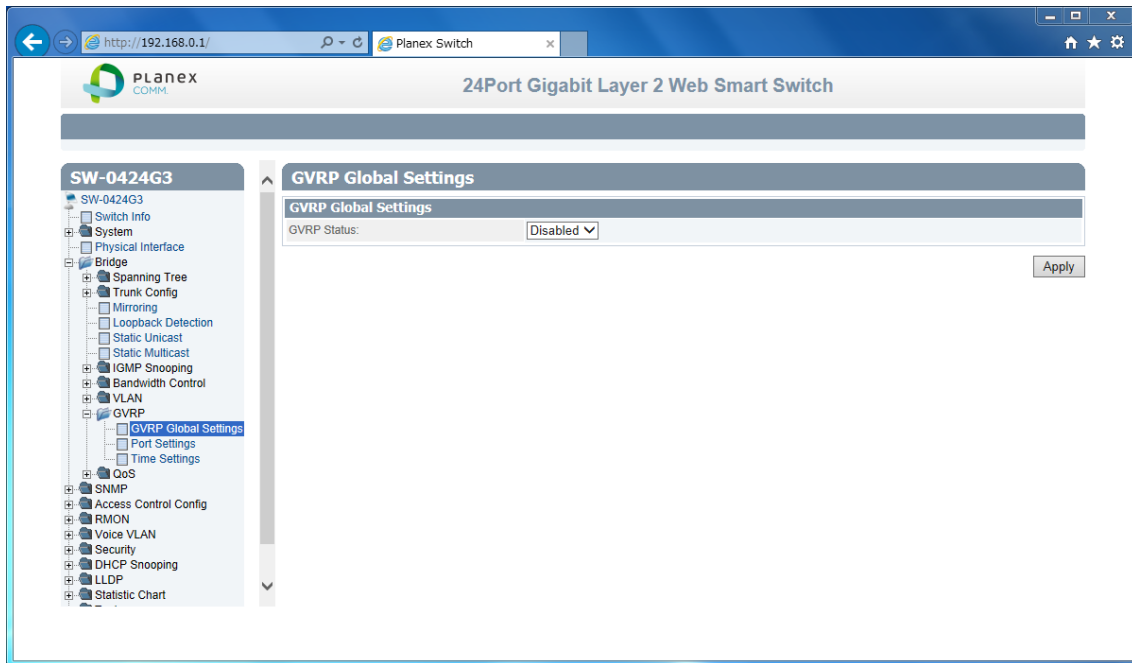 http://192.168.0.1/
Planex Switch
PLANEX
COMM.
24Port Gigabit Layer 2 Web Smart Switch
SW-0424G3
SW-0424G3
Switch Info
System
Physical Interface
Bridge
Spanning Tree
Trunk Config
Mirroring
Loopback Detection
Static Unicast
Static Multicast
IGMP Snooping
Bandwidth Control
VLAN
GVRP
GVRP Global Settings
Port Settings
Time Settings
QoS
SNMP
Access Control Config
RMON
Voice VLAN
Security
DHCP Snooping
LLDP
Statistic Chart
GVRP Global Settings
GVRP Global Settings
GVRP Status: Disabled
Apply